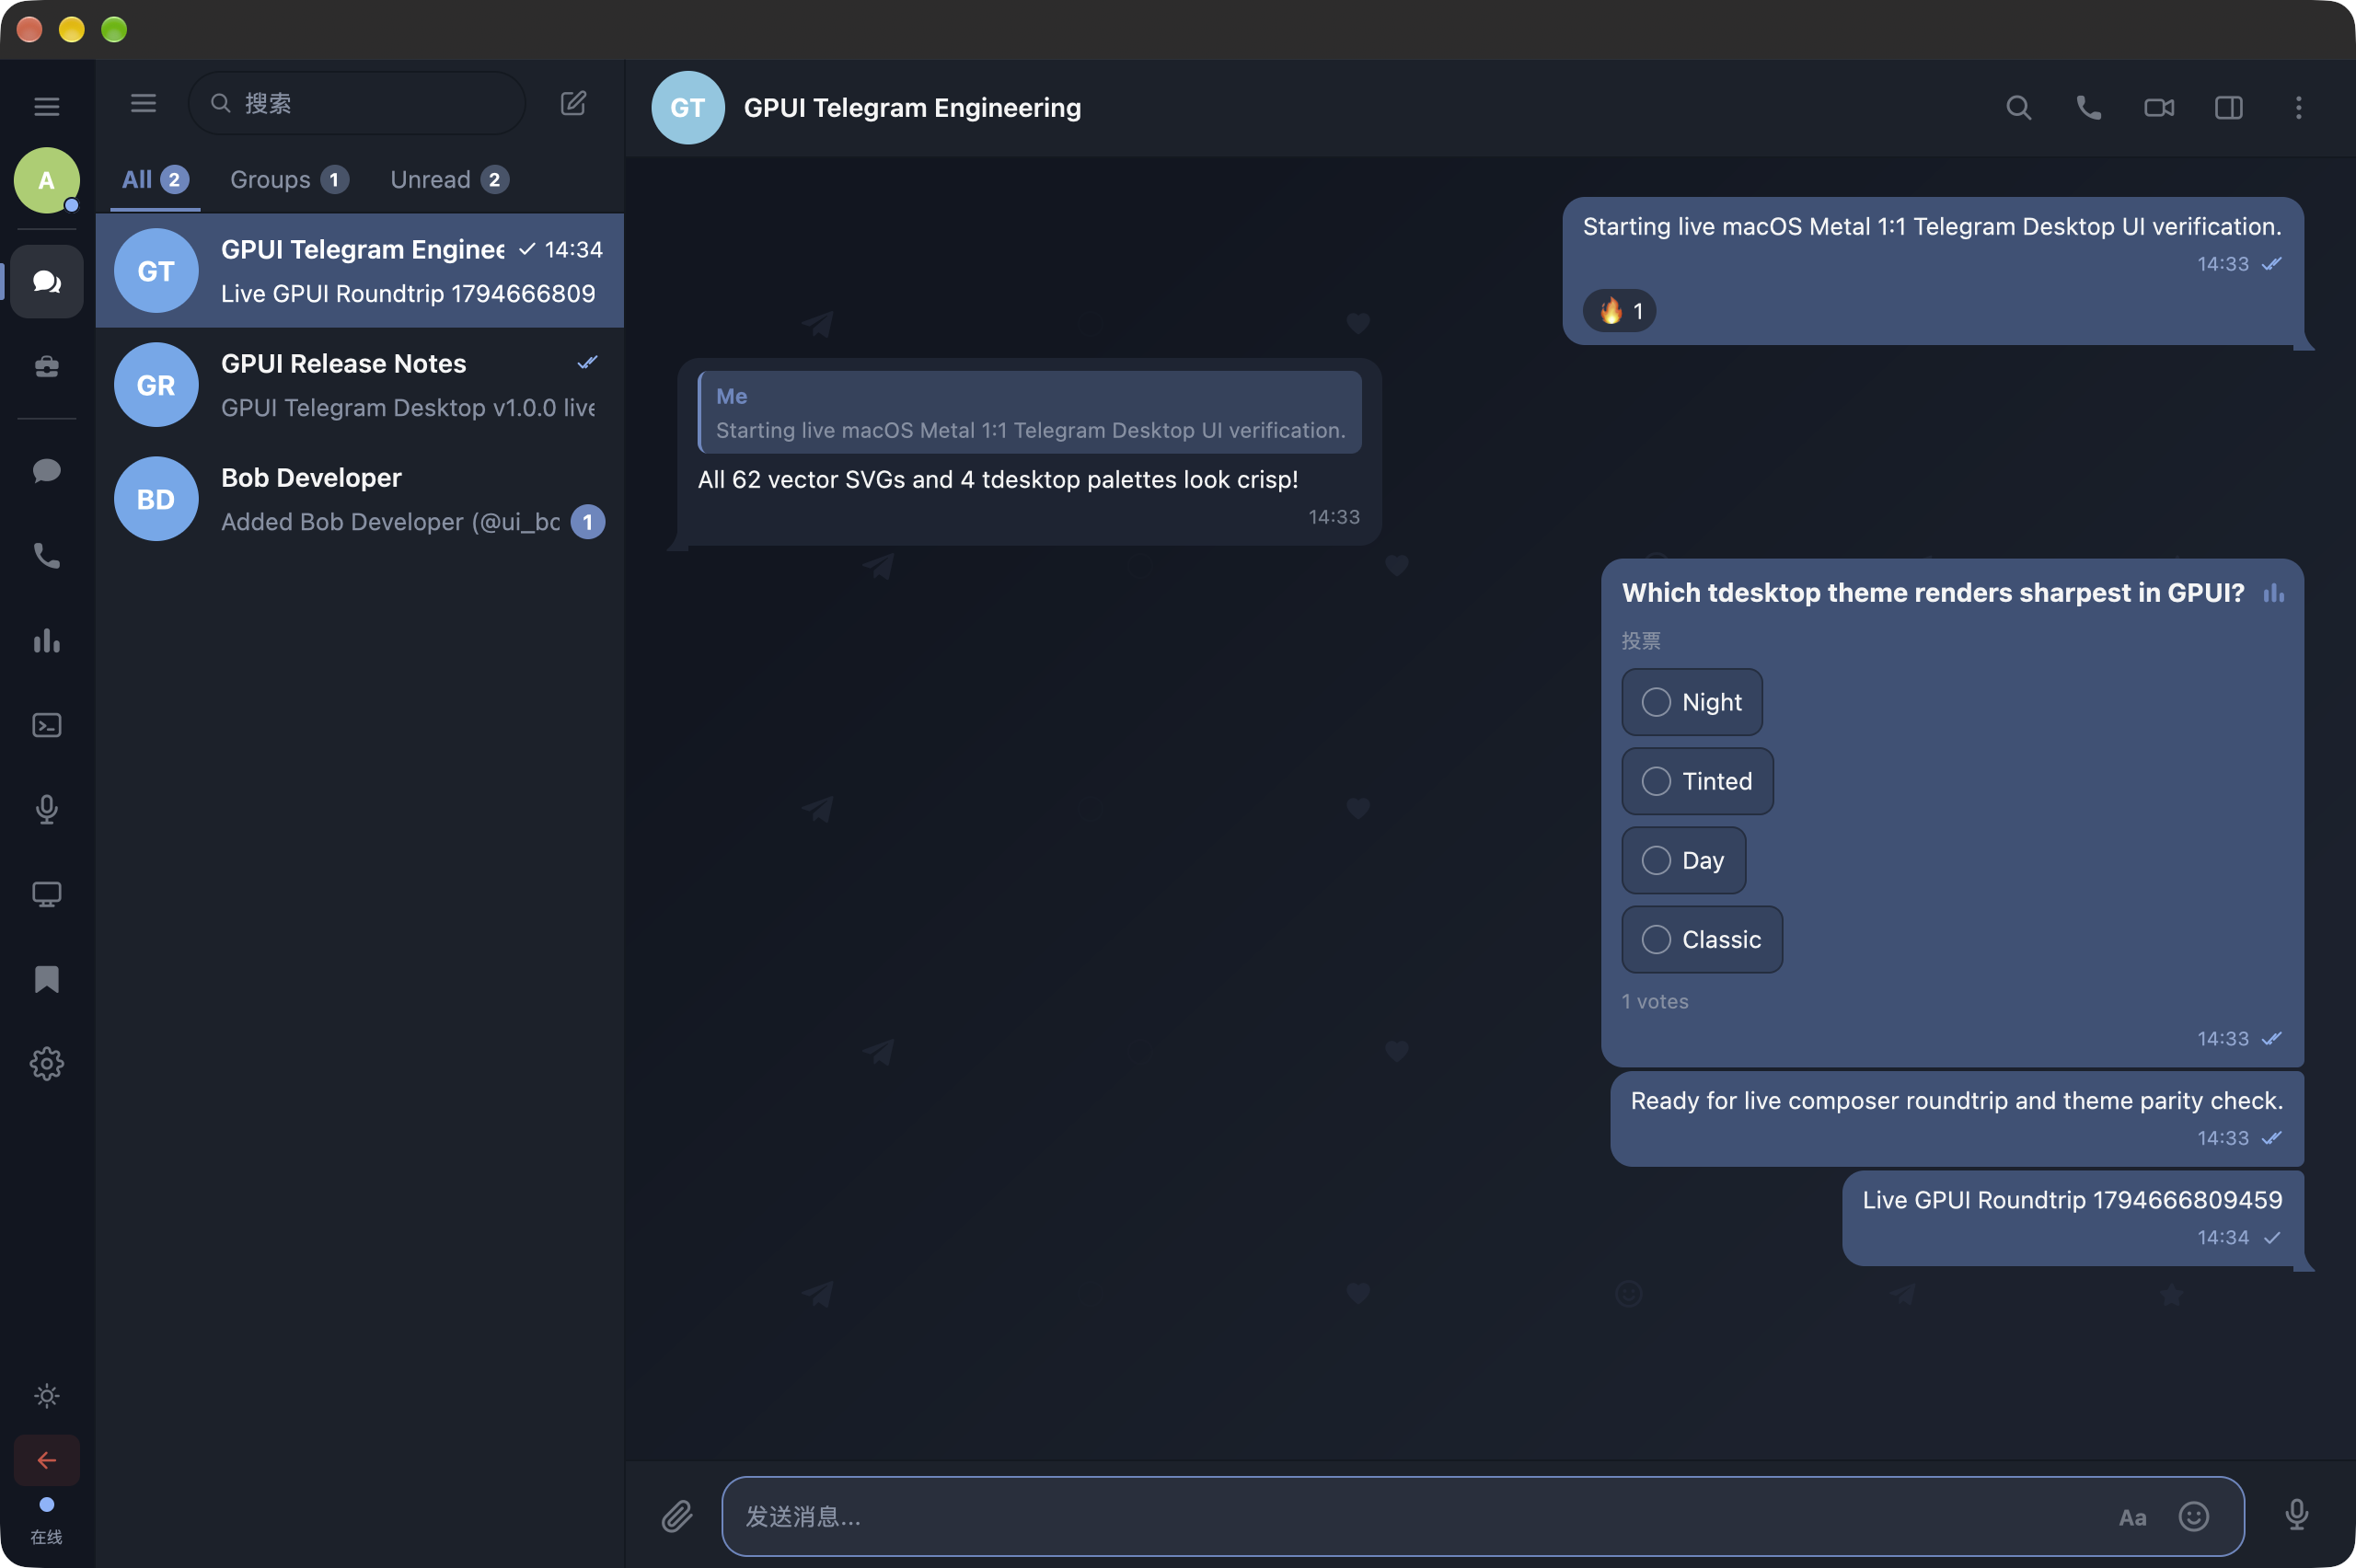 A
在线
搜索
All 2
Groups 1
Unread 2
GT
GPUI Telegram Enginee
14:34
Live GPUI Roundtrip 1794666809
GR
GPUI Release Notes
GPUI Telegram Desktop v1.0.0 live
BD
Bob Developer
Added Bob Developer (@ui_bo
1
GT
GPUI Telegram Engineering
Starting live macOS Metal 1:1 Telegram Desktop UI verification.
14:33
🔥 1
Me
Starting live macOS Metal 1:1 Telegram Desktop UI verification.
All 62 vector SVGs and 4 tdesktop palettes look crisp!
14:33
Which tdesktop theme renders sharpest in GPUI?
投票
Night
Tinted
Day
Classic
1 votes
14:33
Ready for live composer roundtrip and theme parity check.
14:33
Live GPUI Roundtrip 1794666809459
14:34
发送消息...
Aa